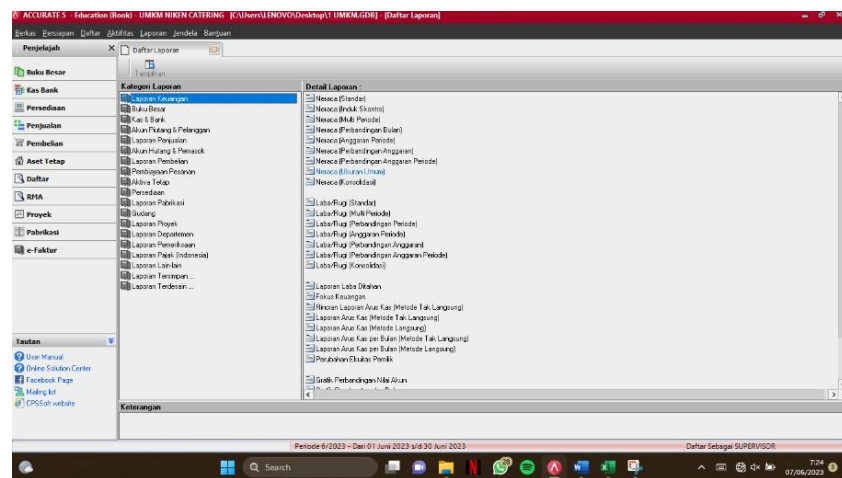 ACCURATE 5 - Education (Book) - UMKM NIKEN CATERING [C:\Users\LENOVO\Desktop\1 UMKM.GDB] - [Daftar Laporan]
Berkas Persiapan Daftar Aktifitas Laporan Jendela Bantuan
Penjelajah
Daftar Laporan
Tampilkan
Buku Besar
Kas Bank
Persediaan
Penjualan
Pembelian
Aset Tetap
Daftar
RMA
Proyek
Pabrikasi
e-Faktur
Tautan
User Manual
Online Solution Center
Facebook Page
Mailing list
CPSSoft website
Kategori Laporan
Laporan Keuangan
Buku Besar
Kas & Bank
Akun Piutang & Pelanggan
Laporan Penjualan
Akun Hutang & Pemasok
Laporan Pembelian
Pembiayaan Pesanan
Aktiva Tetap
Persediaan
Laporan Pabrikasi
Gudang
Laporan Proyek
Laporan Departemen
Laporan Pemeriksaan
Laporan Pajak (Indonesia)
Laporan Lain-lain
Laporan Tersimpan ...
Laporan Terdesain ...
Detail Laporan :
Neraca (Standar)
Neraca (Induk Skontro)
Neraca (Multi Periode)
Neraca (Perbandingan Bulan)
Neraca (Anggaran Periode)
Neraca (Perbandingan Anggaran)
Neraca (Perbandingan Anggaran Periode)
Neraca (Ukuran Umum)
Neraca (Konsolidasi)
Laba/Rugi (Standar)
Laba/Rugi (Multi Periode)
Laba/Rugi (Perbandingan Periode)
Laba/Rugi (Anggaran Periode)
Laba/Rugi (Perbandingan Anggaran)
Laba/Rugi (Perbandingan Anggaran Periode)
Laba/Rugi (Konsolidasi)
Laporan Laba Ditahan
Fokus Keuangan
Rincian Laporan Arus Kas (Metode Tak Langsung)
Laporan Arus Kas (Metode Tak Langsung)
Laporan Arus Kas (Metode Langsung)
Laporan Arus Kas per Bulan (Metode Tak Langsung)
Laporan Arus Kas per Bulan (Metode Langsung)
Perubahan Ekuitas Pemilik
Grafik Perbandingan Nilai Akun
Keterangan
Periode 6/2023 - Dari 01 Juni 2023 s/d 30 Juni 2023
Daftar Sebagai SUPERVISOR
Search
28
7:24
07/06/2023
3